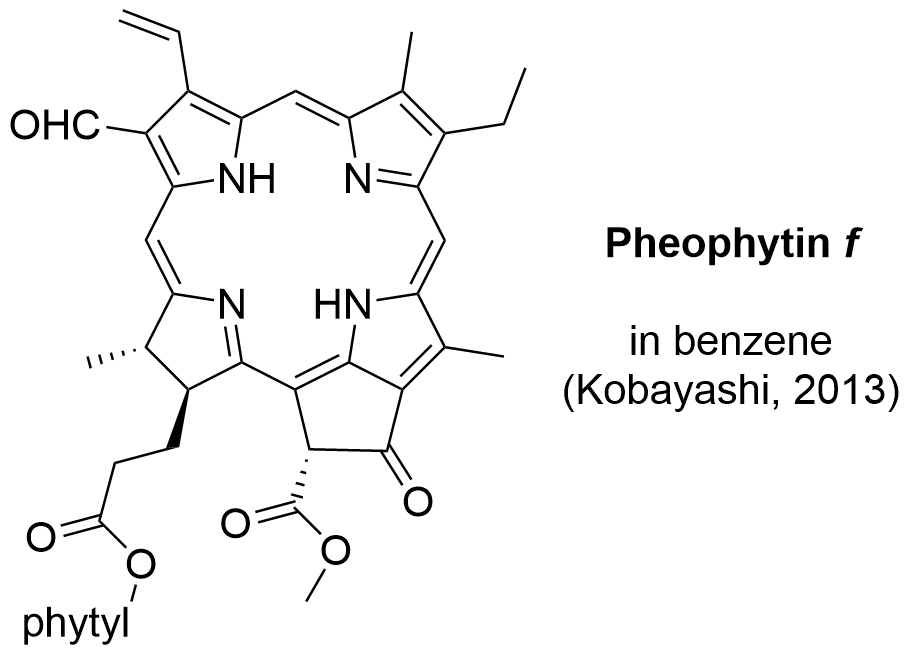 OHC
NH
N
Pheophytin f
N
HN
in benzene
(Kobayashi, 2013)
O
O
O
O
O
phytyl